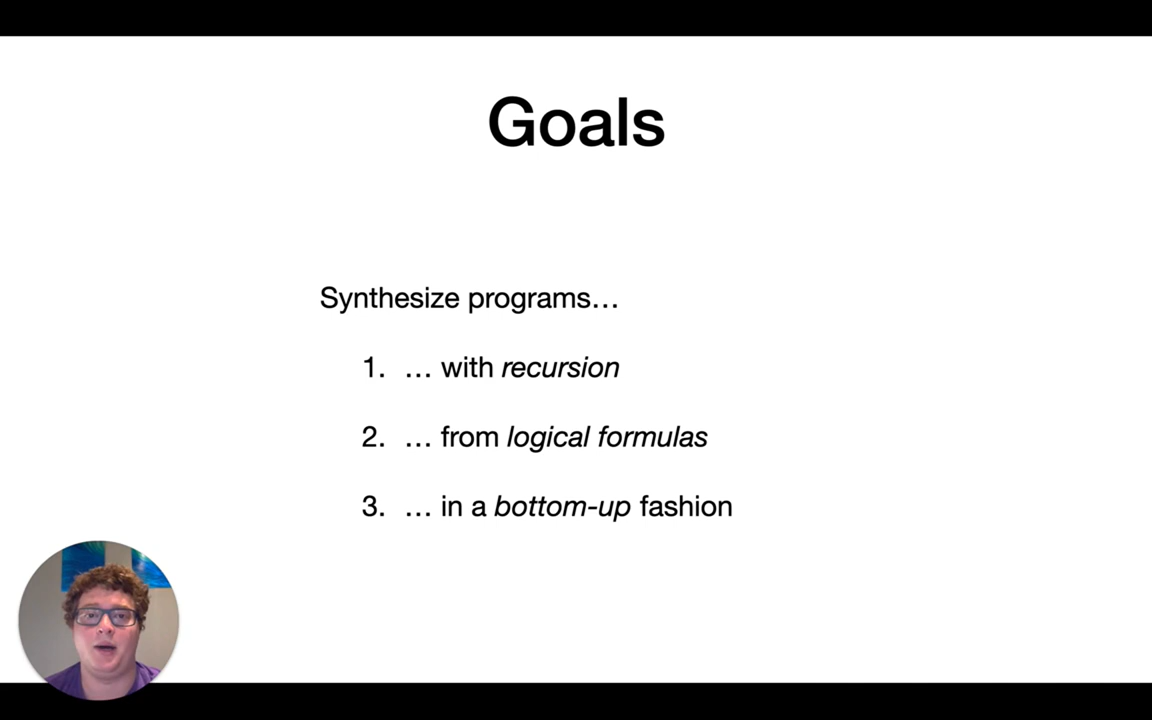 Goals
Synthesize programs…
1. … with recursion
2. … from logical formulas
3. … in a bottom-up fashion